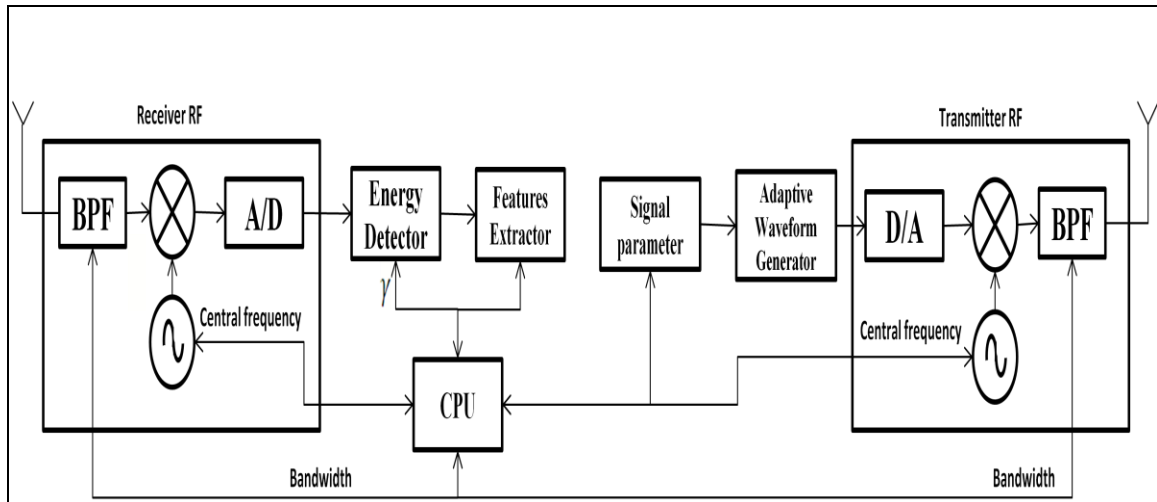 Receiver RF
Transmitter RF
BPF
A/D
Energy
Detector
Features
Extractor
Signal
parameter
Adaptive
Waveform
Generator
D/A
BPF
γ
Central frequency
Central frequency
CPU
Bandwidth
Bandwidth